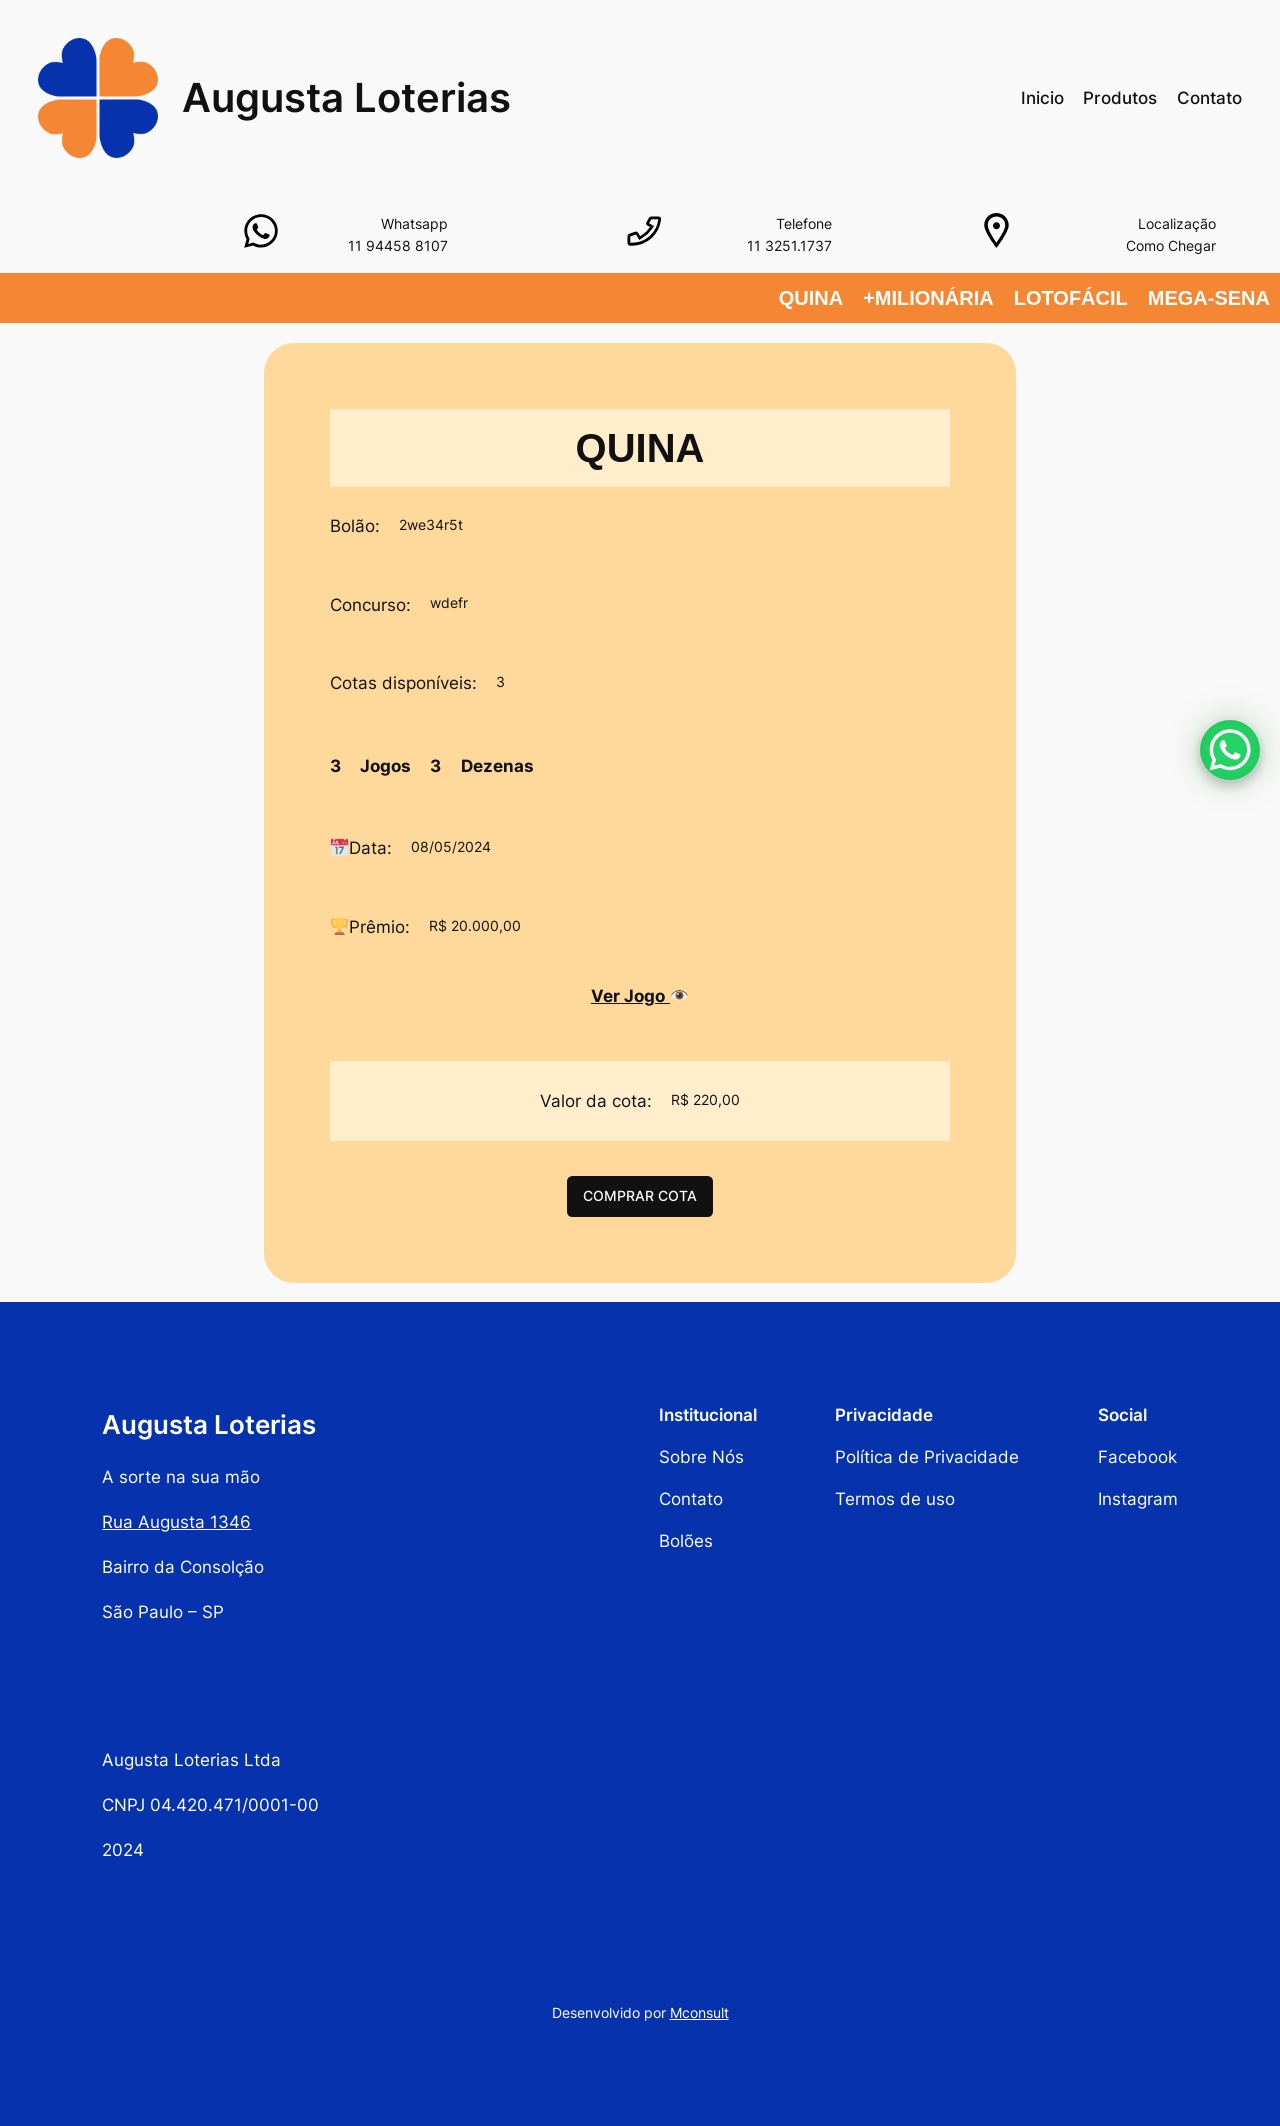 Augusta Loterias
Inicio Produtos Contato
Whatsapp
11 94458 8107
Telefone
11 3251.1737
Localização
Como Chegar
QUINA +MILIONÁRIA LOTOFÁCIL MEGA-SENA
QUINA
Bolão: 2we34r5t
Concurso: wdefr
Cotas disponíveis: 3
3 Jogos 3 Dezenas
Data: 08/05/2024
Prêmio: R$ 20.000,00
Ver Jogo
Valor da cota: R$ 220,00
COMPRAR COTA
Augusta Loterias
A sorte na sua mão
Rua Augusta 1346
Bairro da Consolção
São Paulo – SP
Institucional
Sobre Nós
Contato
Bolões
Privacidade
Política de Privacidade
Termos de uso
Social
Facebook
Instagram
Augusta Loterias Ltda
CNPJ 04.420.471/0001-00
2024
Desenvolvido por Mconsult